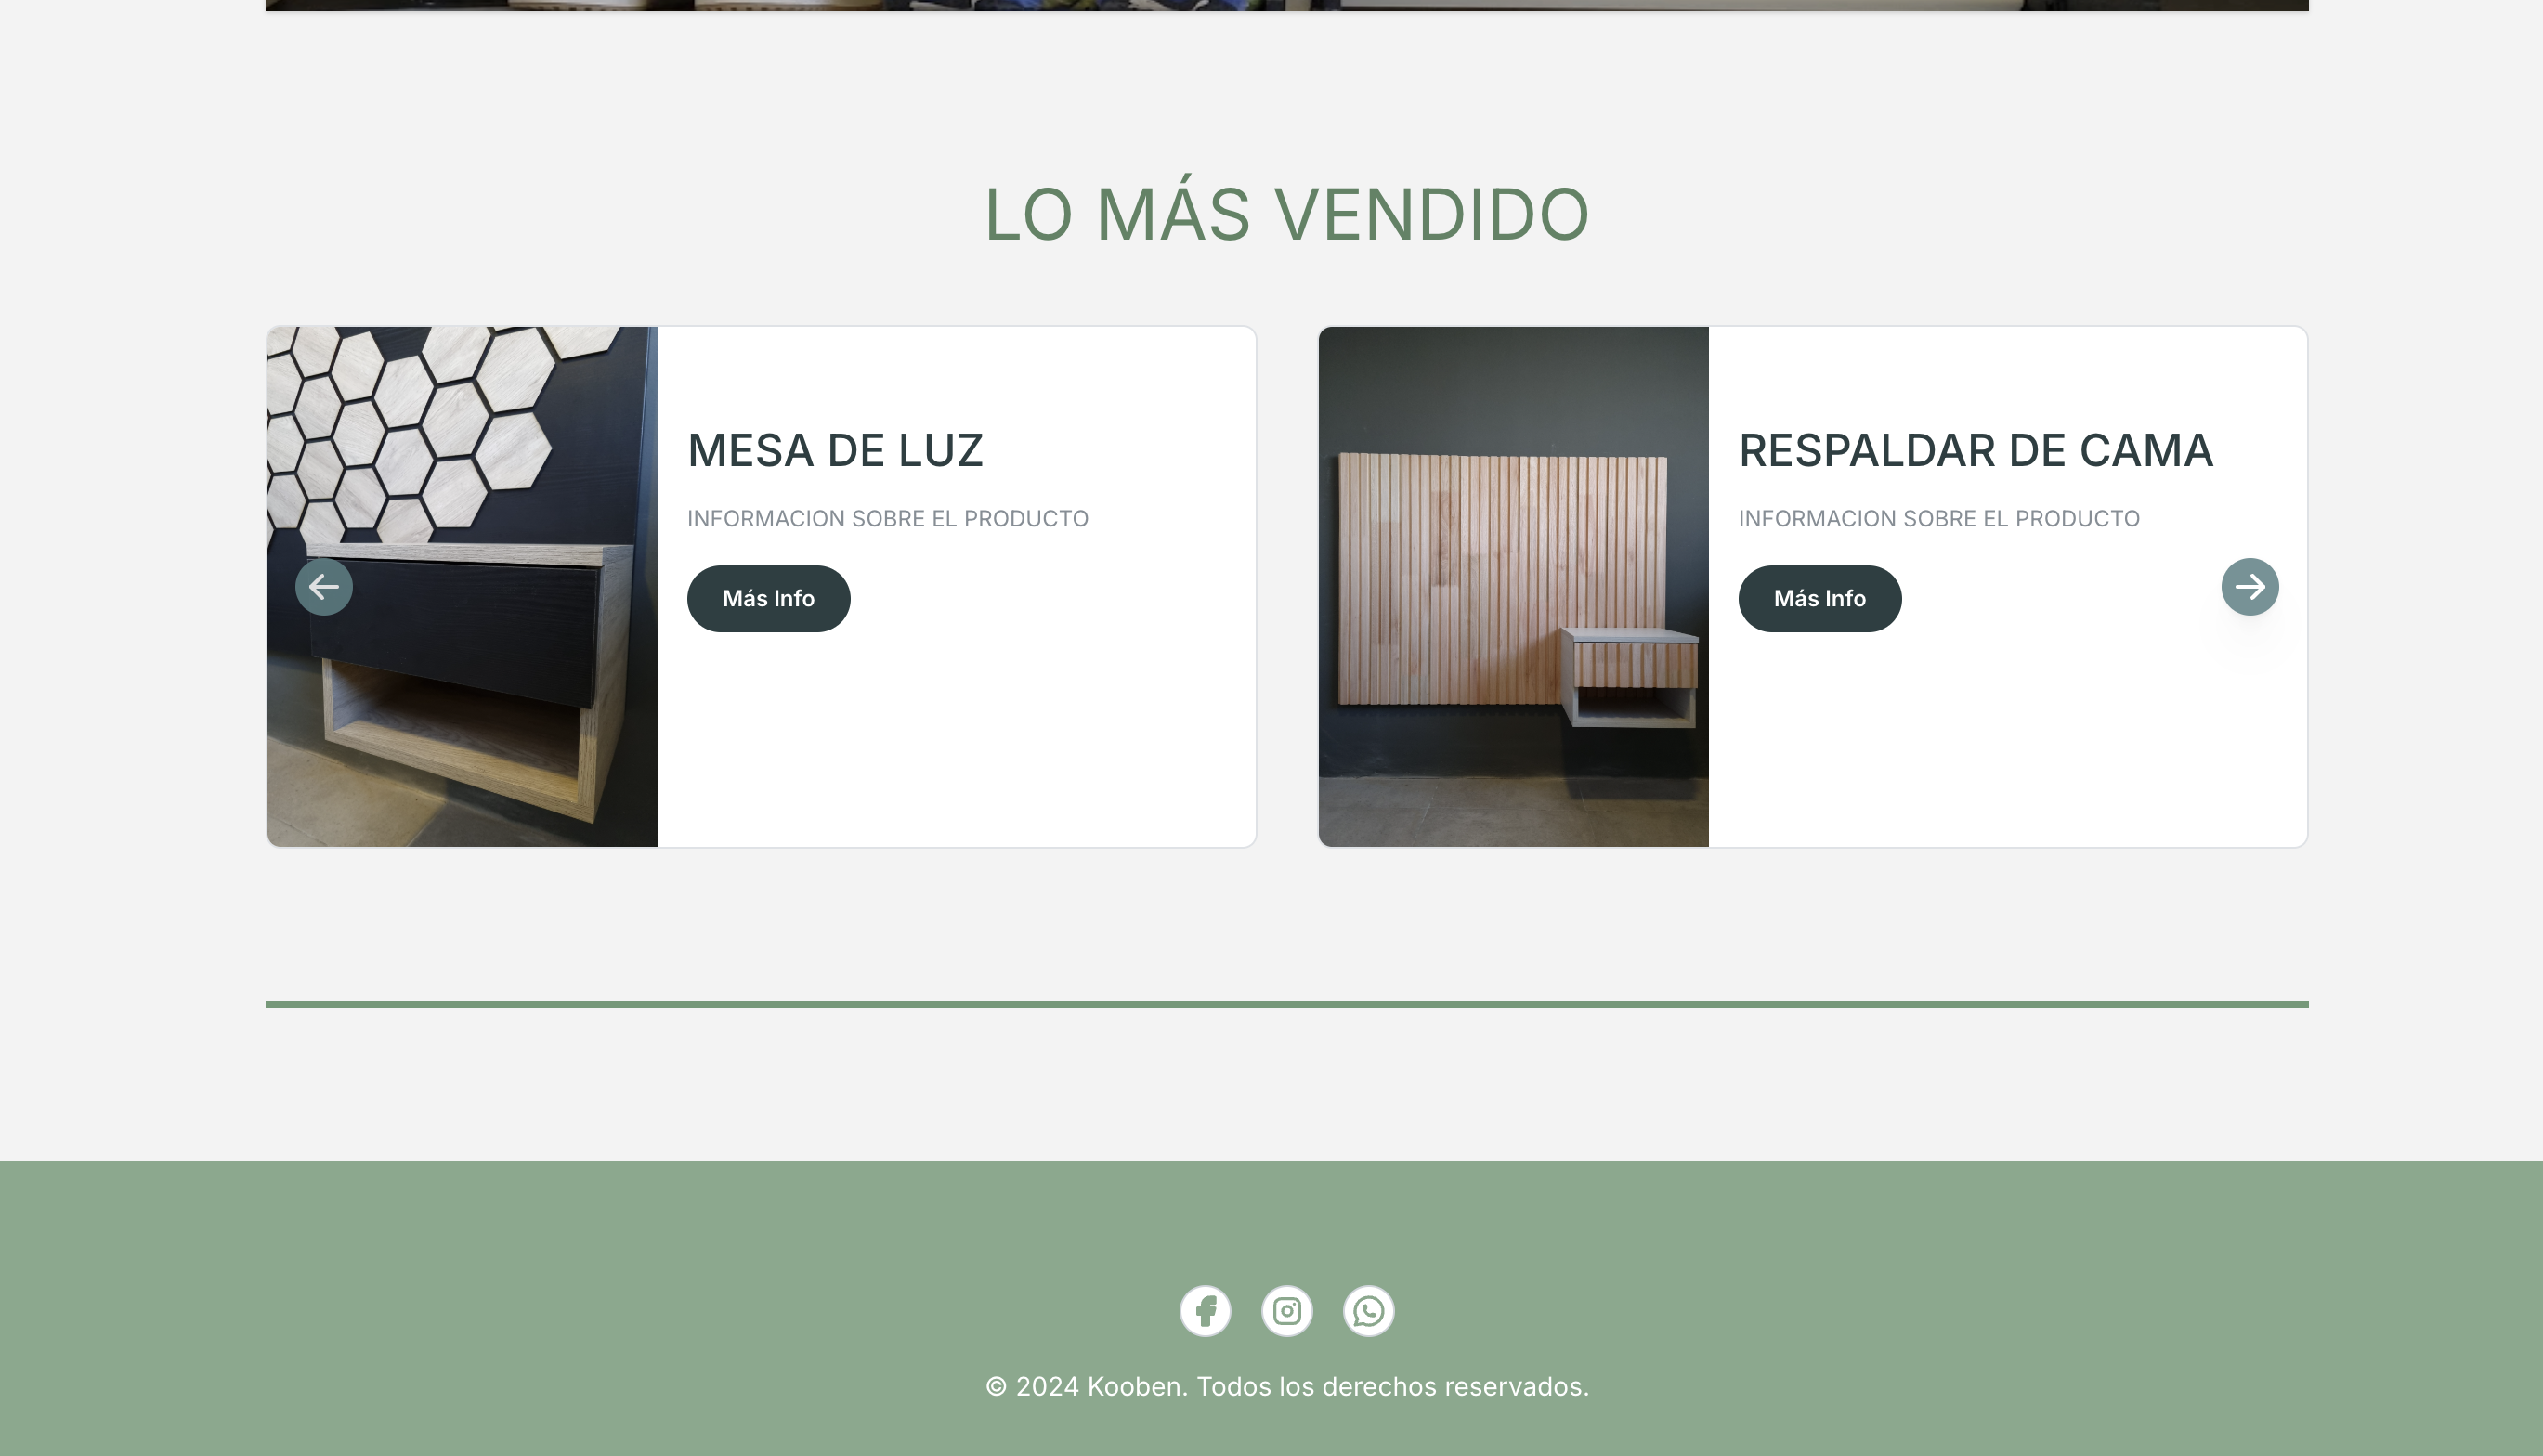 LO MÁS VENDIDO
MESA DE LUZ
INFORMACION SOBRE EL PRODUCTO
Más Info
RESPALDAR DE CAMA
INFORMACION SOBRE EL PRODUCTO
Más Info
© 2024 Kooben. Todos los derechos reservados.